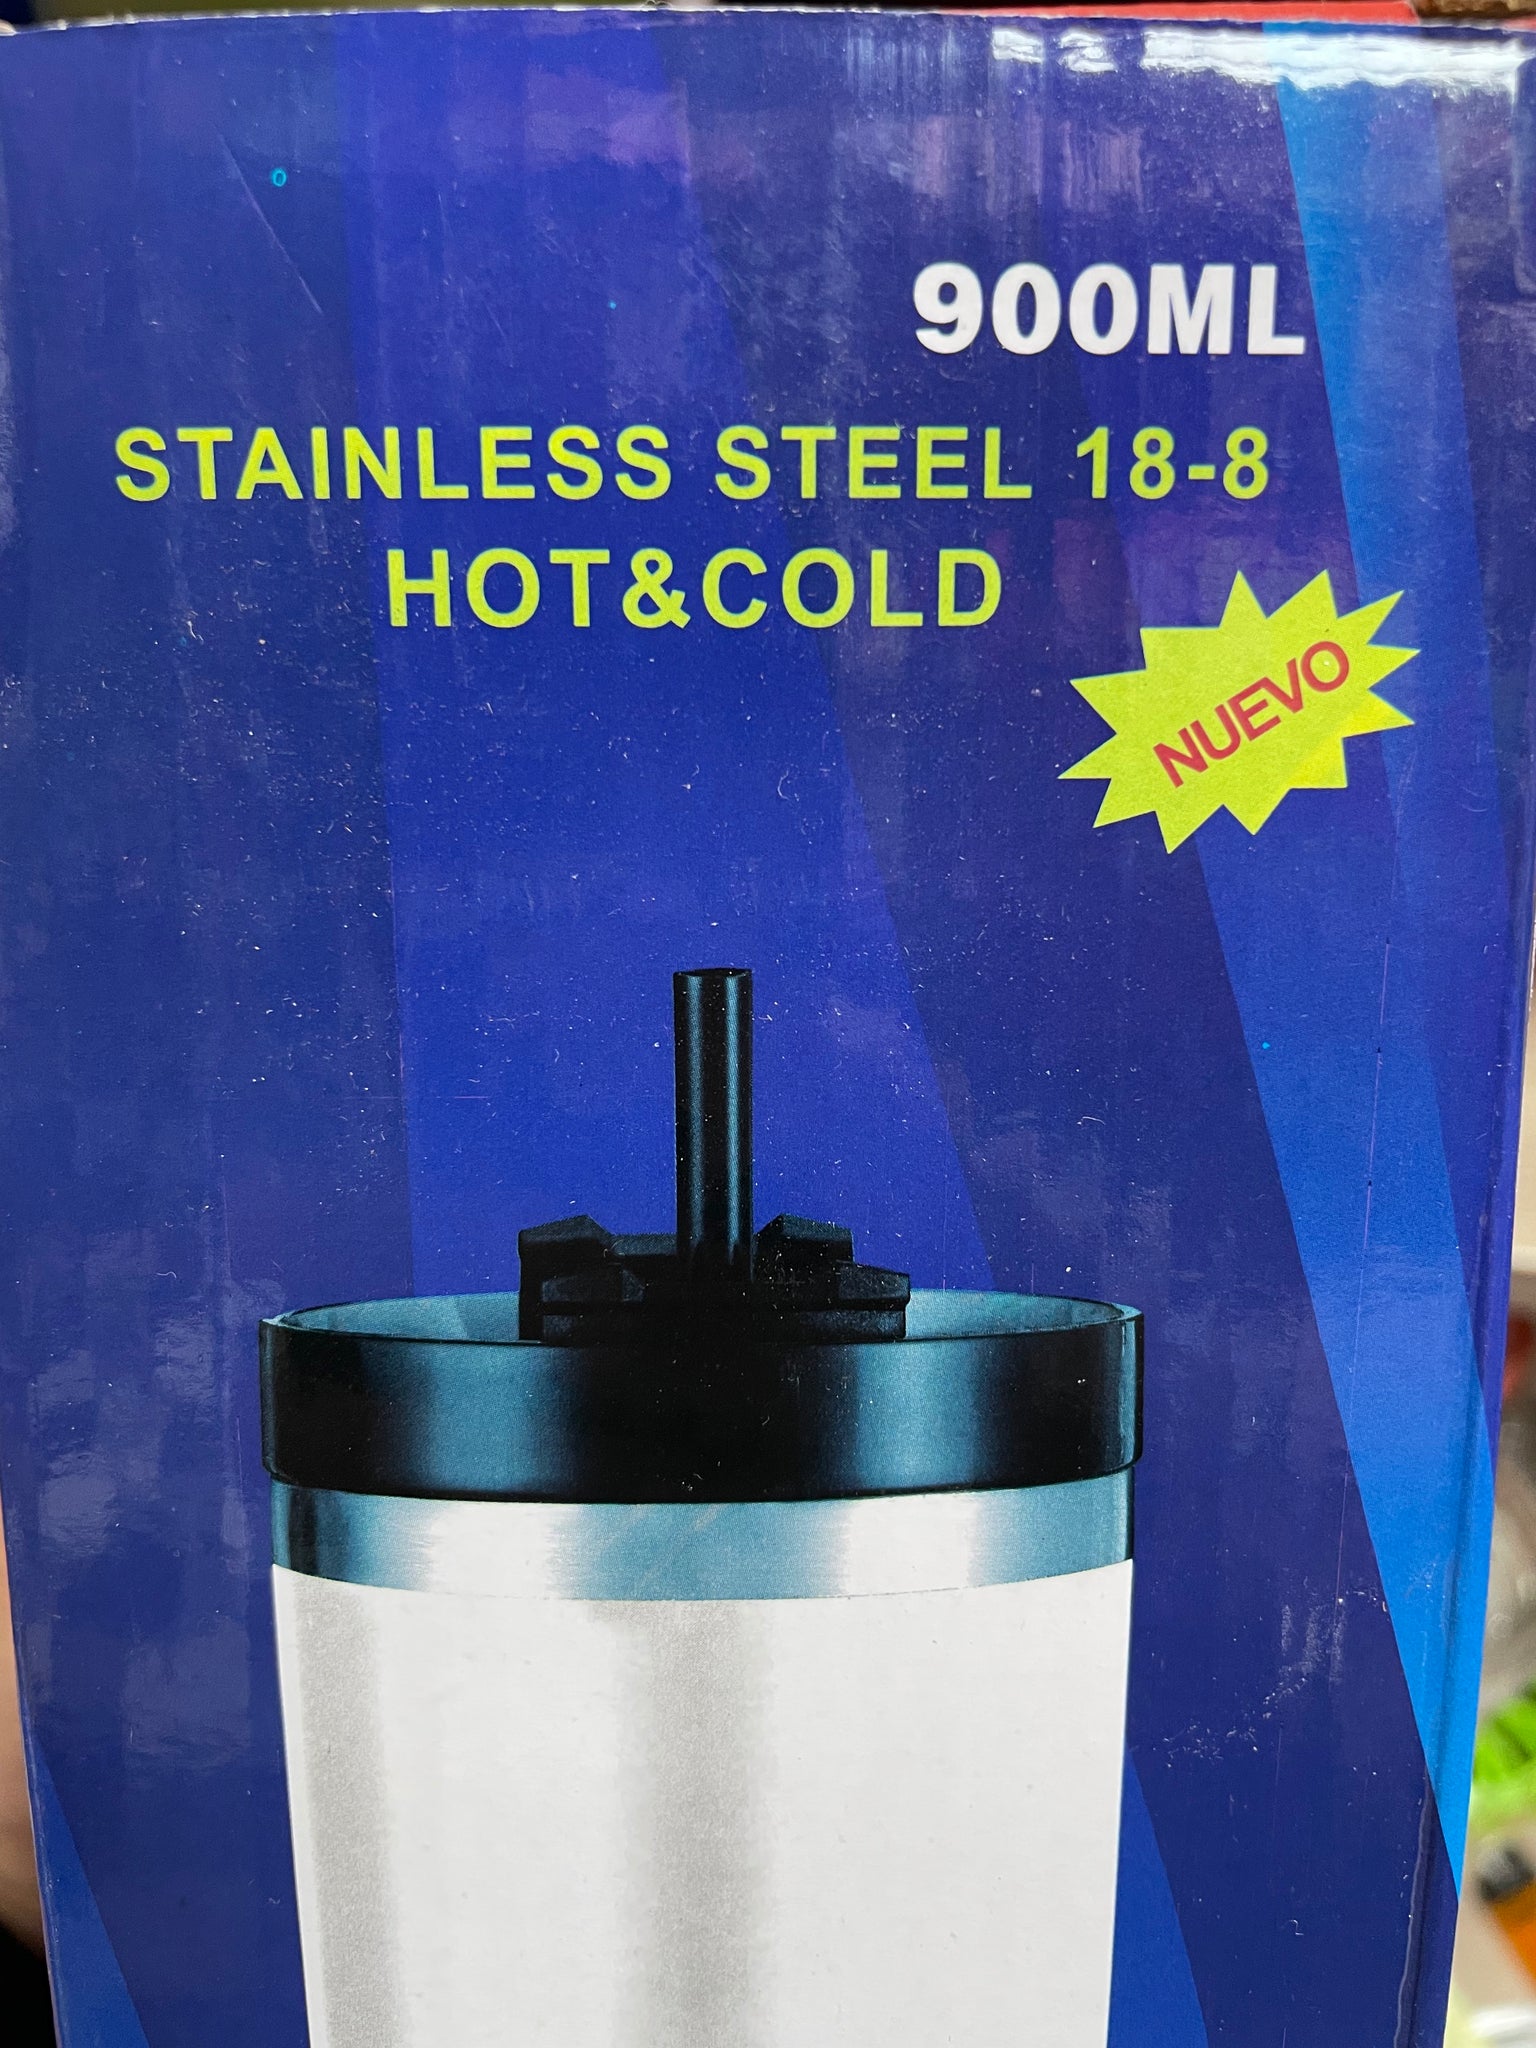 900ML
STAINLESS STEEL 18-8
HOT&COLD
NUEVO